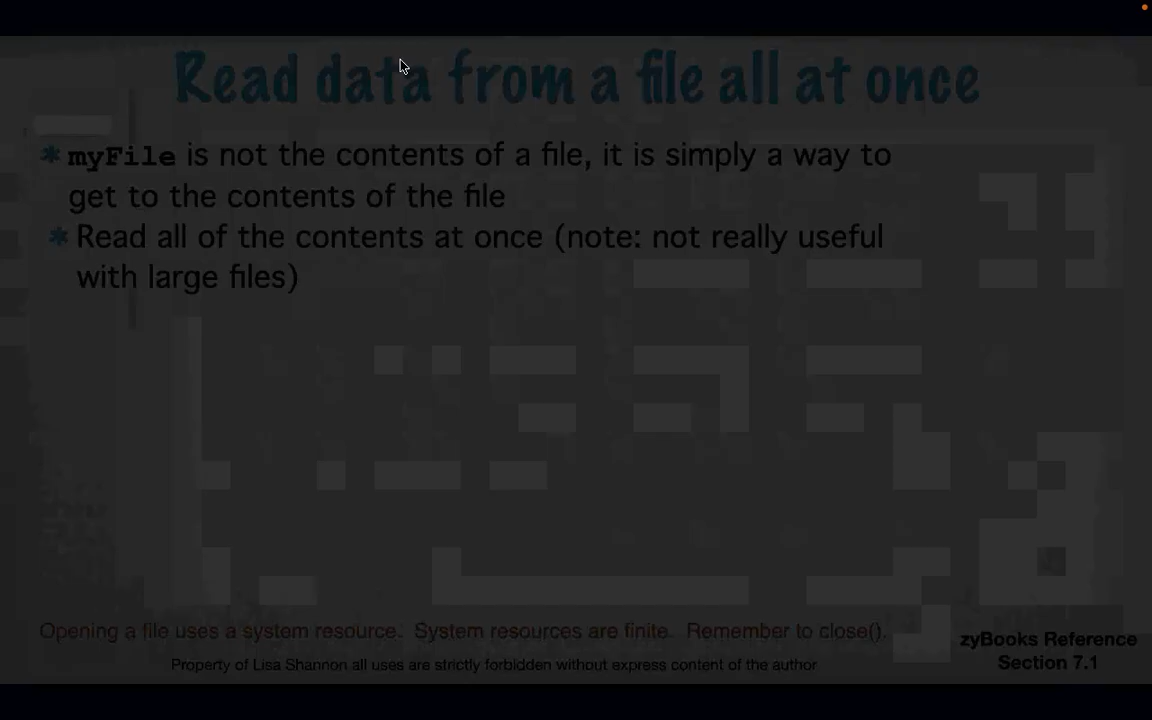 Read data from a file all at once
* myFile is not the contents of a file, it is simply a way to
get to the contents of the file
* Read all of the contents at once (note: not really useful
with large files)
Opening a file uses a system resource. System resources are finite. Remember to close().
zyBooks Reference
Section 7.1
Property of Lisa Shannon all uses are strictly forbidden without express content of the author